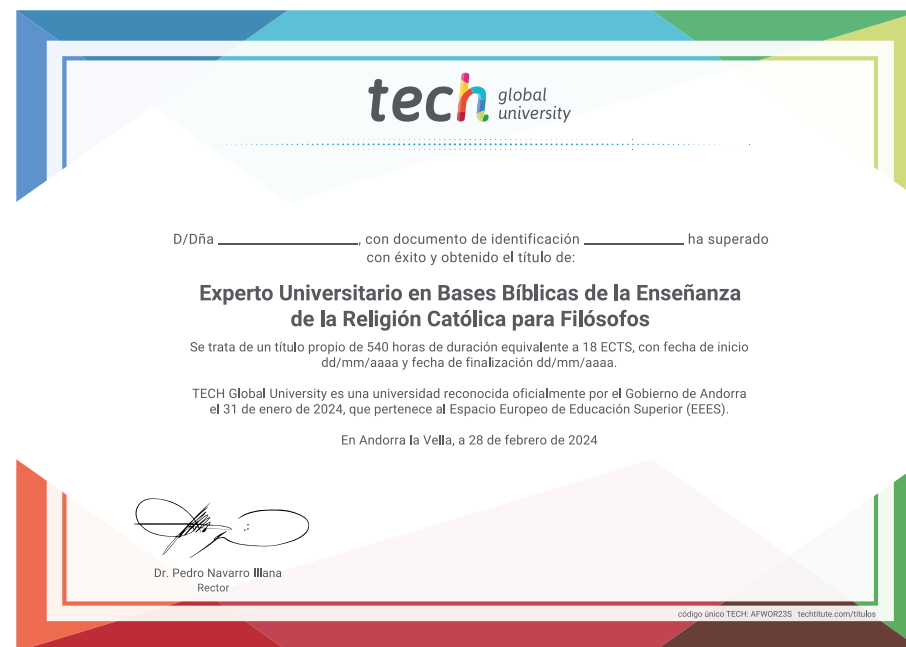 tech global
university
D/Dña ____________________, con documento de identificación ______________ ha superado
con éxito y obtenido el título de:
Experto Universitario en Bases Bíblicas de la Enseñanza
de la Religión Católica para Filósofos
Se trata de un título propio de 540 horas de duración equivalente a 18 ECTS, con fecha de inicio
dd/mm/aaaa y fecha de finalización dd/mm/aaaa.
TECH Global University es una universidad reconocida oficialmente por el Gobierno de Andorra
el 31 de enero de 2024, que pertenece al Espacio Europeo de Educación Superior (EEES).
En Andorra la Vella, a 28 de febrero de 2024
Dr. Pedro Navarro Illana
Rector
código único TECH: AFWOR23S techtitute.com/titulos